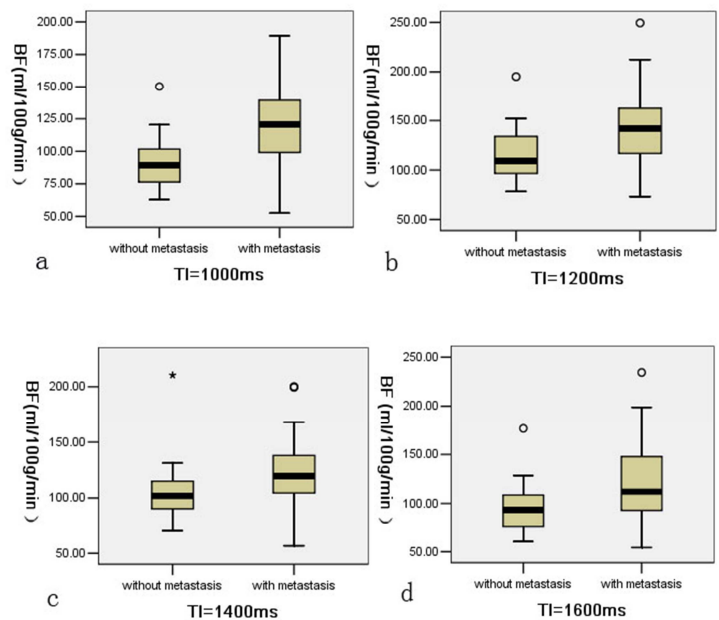 BF(ml/100g/min)
200.00
175.00
150.00
125.00
100.00
75.00
50.00
without metastasis with metastasis
a
TI=1000ms
BF(ml/100g/min)
250.00
200.00
150.00
100.00
50.00
without metastasis with metastasis
b
TI=1200ms
BF(ml/100g/min)
200.00
150.00
100.00
50.00
without metastasis with metastasis
c
TI=1400ms
BF(ml/100g/min)
250.00
200.00
150.00
100.00
50.00
without metastasis with metastasis
d
TI=1600ms